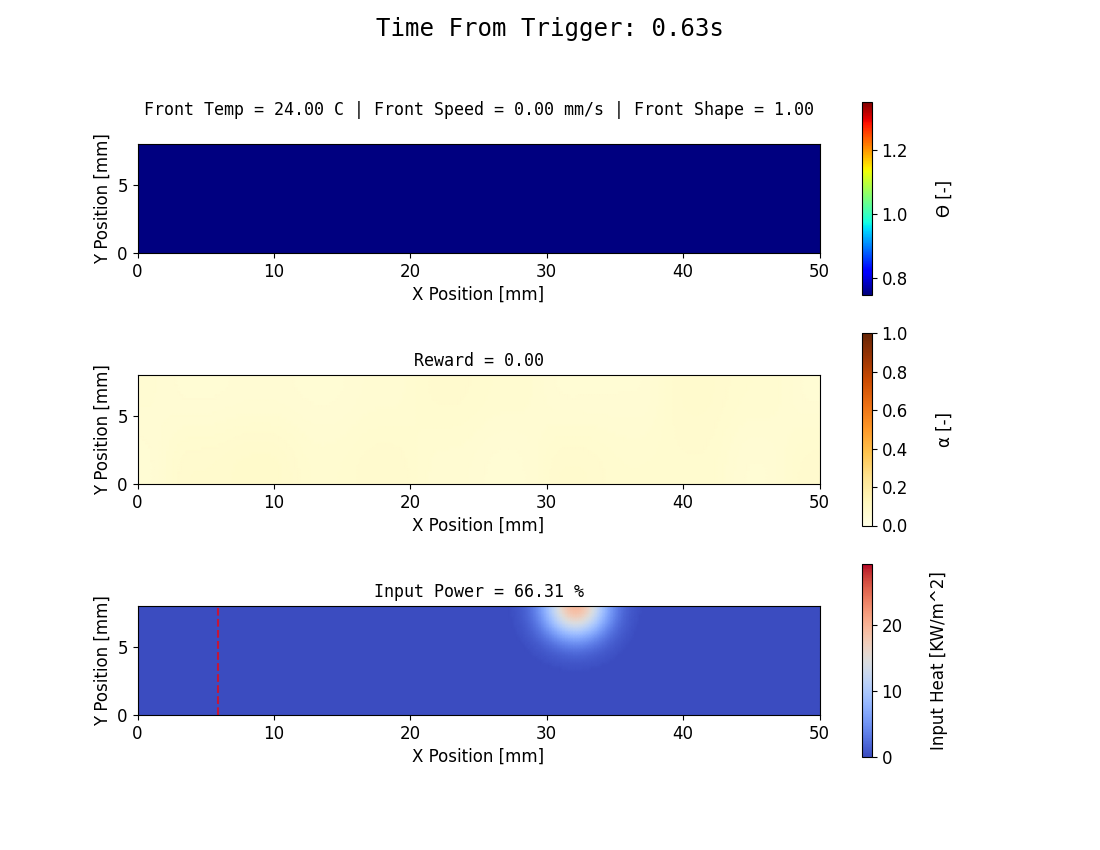 Time From Trigger: 0.63s
Front Temp = 24.00 C | Front Speed = 0.00 mm/s | Front Shape = 1.00
Y Position [mm]
5
0
0 10 20 30 40 50
X Position [mm]
1.2
1.0
0.8
Θ [-]
Reward = 0.00
Y Position [mm]
5
0
0 10 20 30 40 50
X Position [mm]
1.0
0.8
0.6
0.4
0.2
0.0
α [-]
Input Power = 66.31 %
Y Position [mm]
5
0
0 10 20 30 40 50
X Position [mm]
20
10
0
Input Heat [KW/m^2]